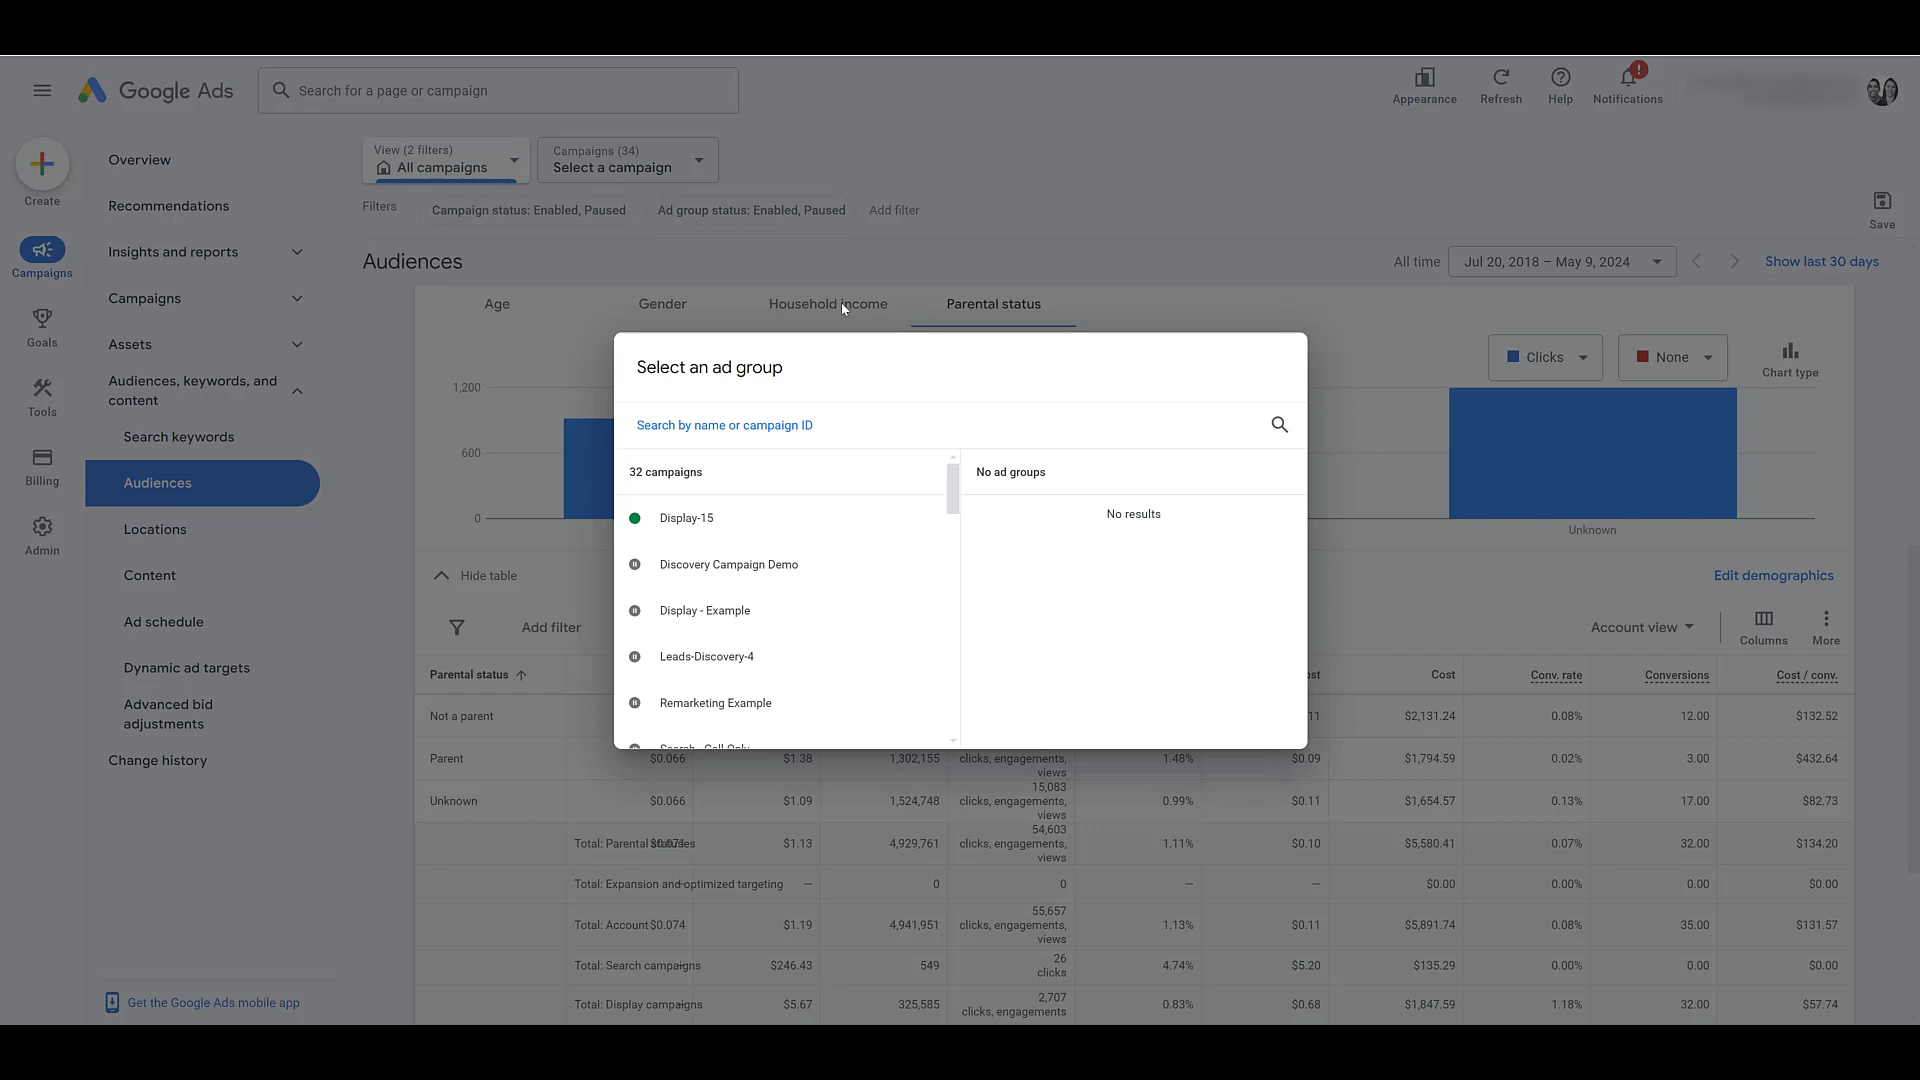 Google Ads
Search for a page or campaign
Appearance
Refresh
Help
!
Notifications
Create
Campaigns
Goals
Tools
Billing
Admin
Overview
Recommendations
Insights and reports
Campaigns
Assets
Audiences, keywords, and
content
Search keywords
Audiences
Locations
Content
Ad schedule
Dynamic ad targets
Advanced bid
adjustments
Change history
Get the Google Ads mobile app
View (2 filters)
All campaigns
Campaigns (34)
Select a campaign
Filters
Campaign status: Enabled, Paused
Ad group status: Enabled, Paused
Add filter
Save
Audiences
All time
Jul 20, 2018 – May 9, 2024
Show last 30 days
Age
Gender
Household income
Parental status
Clicks
None
Chart type
1,200
600
0
Unknown
Select an ad group
Search by name or campaign ID
32 campaigns
Display-15
Discovery Campaign Demo
Display - Example
Leads-Discovery-4
Remarketing Example
Search - Call Only
No ad groups
No results
Hide table
Edit demographics
Add filter
Account view
Columns
More
Parental status
Cost
Conv. rate
Conversions
Cost / conv.
Not a parent
$2,131.24
0.08%
12.00
$132.52
Parent
$0.066
$1.38
1,302,155
clicks, engagements,
views
1.48%
$0.09
$1,794.59
0.02%
3.00
$432.64
Unknown
$0.066
$1.09
1,524,748
15,083
clicks, engagements,
views
0.99%
$0.11
$1,654.57
0.13%
17.00
$82.73
Total: Parental statuses
$0.071
$1.13
4,929,761
54,603
clicks, engagements,
views
1.11%
$0.10
$5,580.41
0.07%
32.00
$134.20
Total: Expansion and optimized targeting
—
—
0
0
—
—
$0.00
0.00%
0.00
$0.00
Total: Account
$0.074
$1.19
4,941,951
55,657
clicks, engagements,
views
1.13%
$0.11
$5,891.74
0.08%
35.00
$131.57
Total: Search campaigns
—
$246.43
549
26
clicks
4.74%
$5.20
$135.29
0.00%
0.00
$0.00
Total: Display campaigns
—
$5.67
325,585
2,707
clicks, engagements
0.83%
$0.68
$1,847.59
1.18%
32.00
$57.74